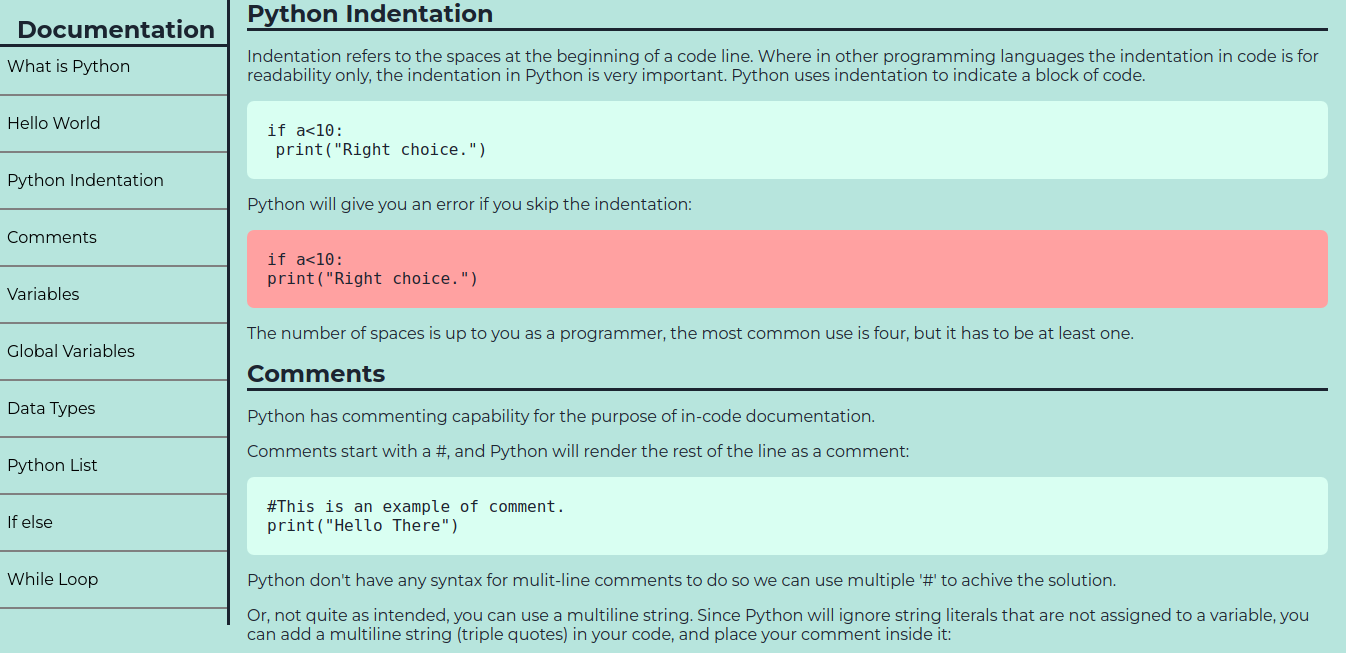 Documentation
What is Python
Hello World
Python Indentation
Comments
Variables
Global Variables
Data Types
Python List
If else
While Loop
Python Indentation
Indentation refers to the spaces at the beginning of a code line. Where in other programming languages the indentation in code is for
readability only, the indentation in Python is very important. Python uses indentation to indicate a block of code.
if a<10:
 print("Right choice.")
Python will give you an error if you skip the indentation:
if a<10:
print("Right choice.")
The number of spaces is up to you as a programmer, the most common use is four, but it has to be at least one.
Comments
Python has commenting capability for the purpose of in-code documentation.
Comments start with a #, and Python will render the rest of the line as a comment:
#This is an example of comment.
print("Hello There")
Python don't have any syntax for mulit-line comments to do so we can use multiple '#' to achive the solution.
Or, not quite as intended, you can use a multiline string. Since Python will ignore string literals that are not assigned to a variable, you
can add a multiline string (triple quotes) in your code, and place your comment inside it: